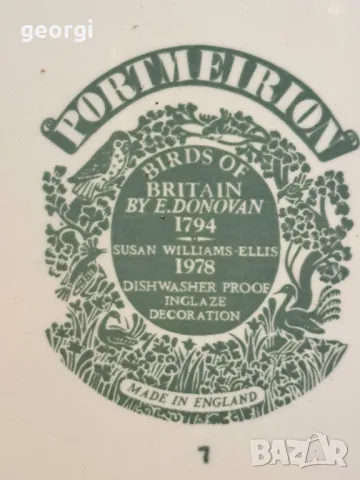 georgi
PORTMEIRION
BIRDS OF
BRITAIN
BY E. DONOVAN
1794
SUSAN WILLIAMS-ELLIS
1978
DISHWASHER PROOF
INGLAZE
DECORATION
MADE IN ENGLAND
7
bazar